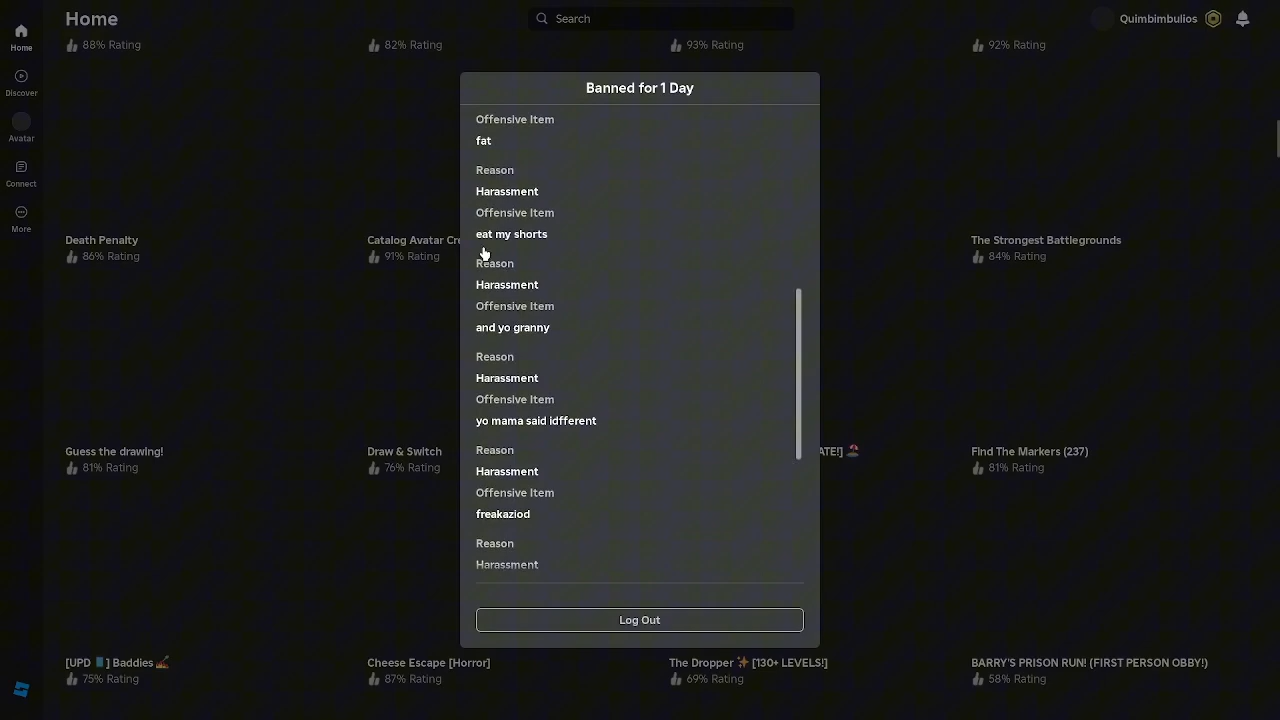 Home
Search
Quimbimbulios
Home
Discover
Avatar
Connect
More
88% Rating
82% Rating
93% Rating
92% Rating
Banned for 1 Day
Offensive Item
fat
Reason
Harassment
Offensive Item
eat my shorts
Reason
Harassment
Offensive Item
and yo granny
Reason
Harassment
Offensive Item
yo mama said idfferent
Reason
Harassment
Offensive Item
freakaziod
Reason
Harassment
Log Out
Death Penalty
86% Rating
Catalog Avatar Cre
91% Rating
The Strongest Battlegrounds
84% Rating
Guess the drawing!
81% Rating
Draw & Switch
76% Rating
ATE!] 🏖️
Find The Markers (237)
81% Rating
[UPD 🧵] Baddies 💅
75% Rating
Cheese Escape [Horror]
87% Rating
The Dropper ✨ [130+ LEVELS!]
69% Rating
BARRY'S PRISON RUN! (FIRST PERSON OBBY!)
58% Rating